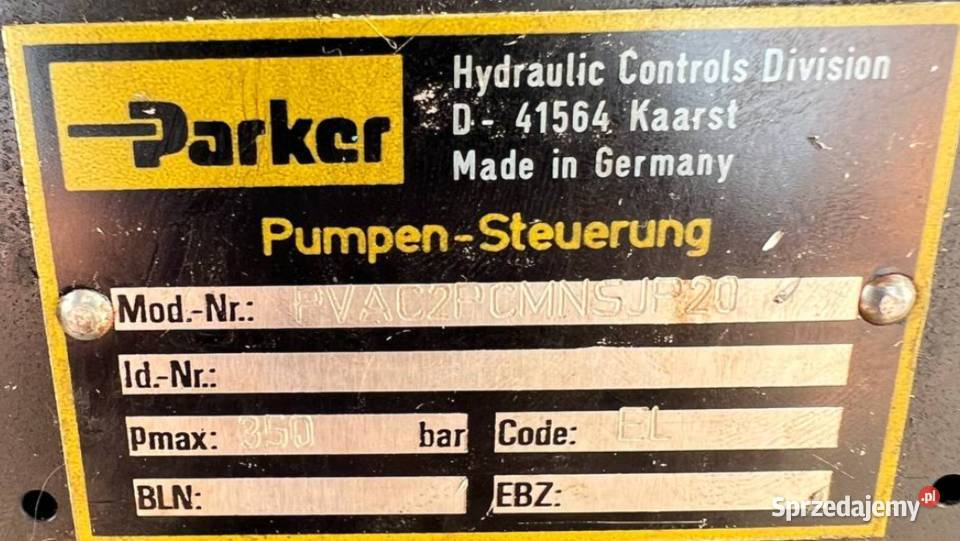 Parker
Hydraulic Controls Division
D- 41564 Kaarst
Made in Germany
Pumpen-Steuerung
Mod.-Nr.: PVAC2PCMNSJP20
Id.-Nr.:
pmax: 350 bar
Code: EL
BLN:
EBZ:
Sprzedajemy.pl